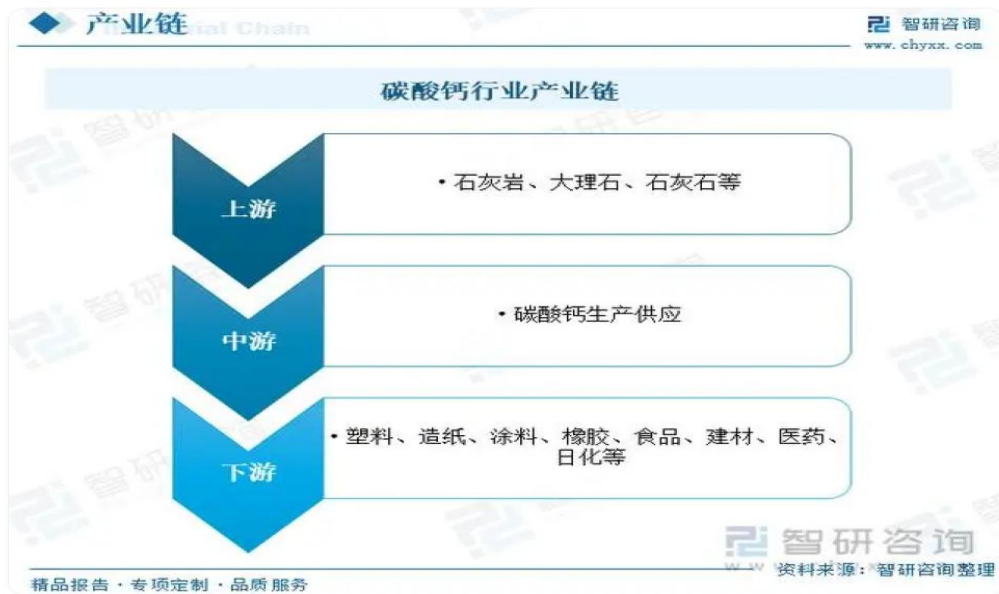 产业链
Industrial Chain
智研咨询
www.chyxx.com
碳酸钙行业产业链
上游
•石灰岩、大理石、石灰石等
中游
•碳酸钙生产供应
下游
•塑料、造纸、涂料、橡胶、食品、建材、医药、
日化等
智研咨询
精品报告·专项定制·品质服务
资料来源：智研咨询整理